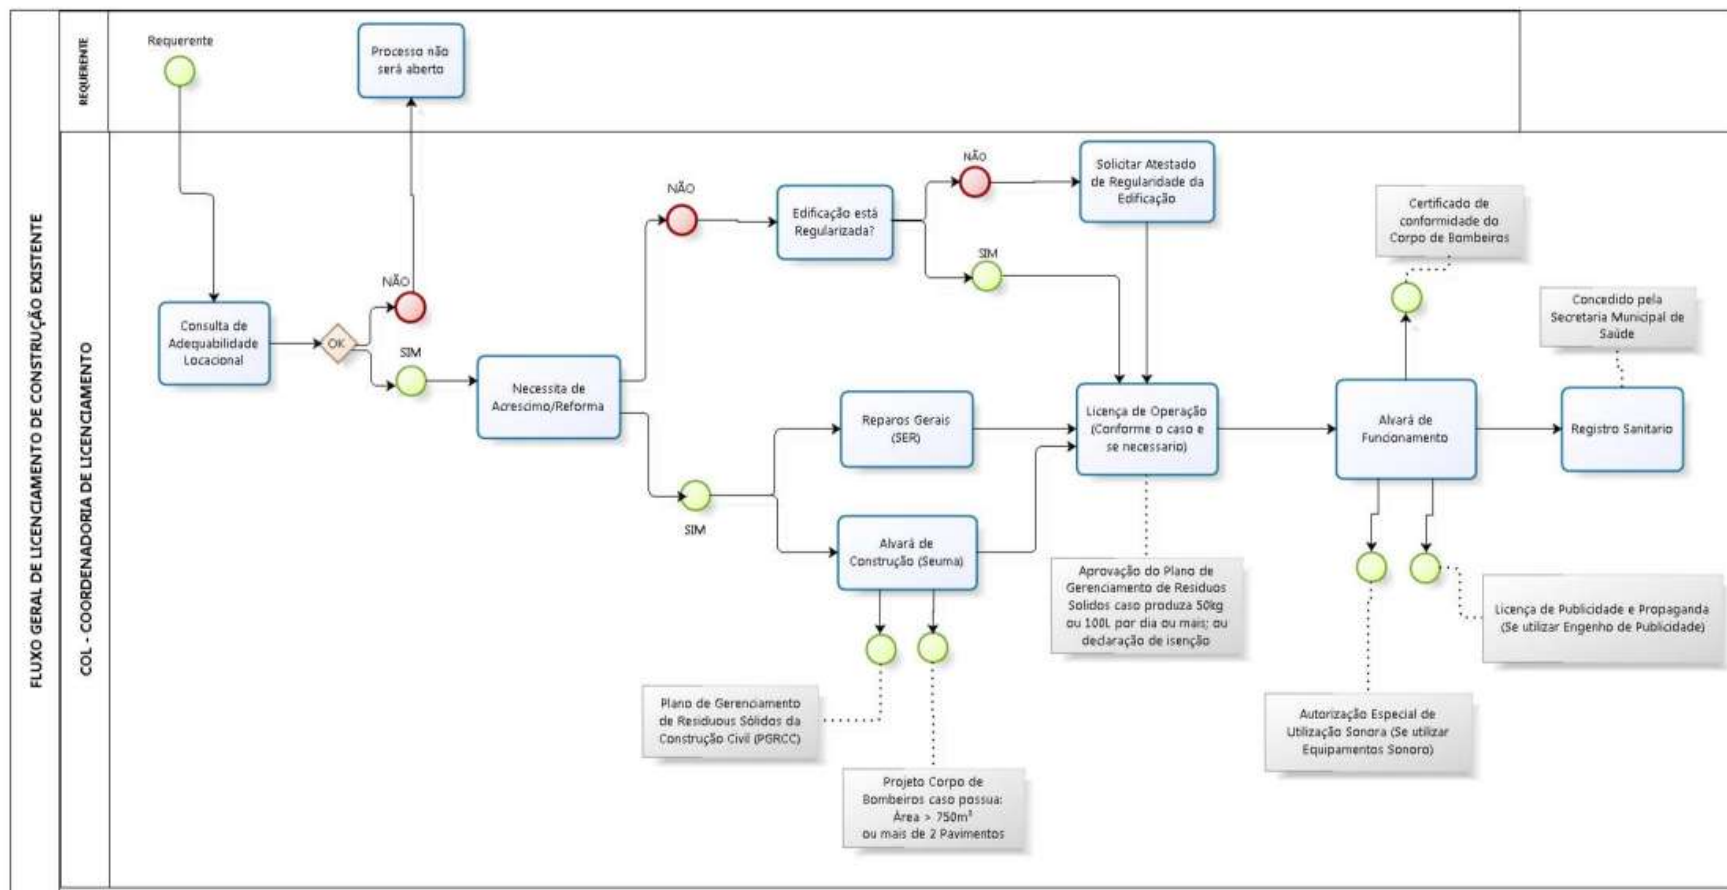 FLUXO GERAL DE LICENCIAMENTO DE CONSTRUÇÃO EXISTENTE
REQUERENTE
COL - COORDENADORIA DE LICENCIAMENTO
Requerente
Processo não
será aberto
Consulta de
Adequabilidade
Locacional
OK
NÃO
SIM
Necessita de
Acrescimo/Reforma
NÃO
SIM
Edificação está
Regularizada?
NÃO
SIM
Solicitar Atestado
de Regularidade da
Edificação
Reparos Gerais
(SER)
Alvará de
Construção (Seuma)
Plano de Gerenciamento
de Residuous Sólidos da
Construção Civil (PGRCC)
Projeto Corpo de
Bombeiros caso possua:
Área > 750m²
ou mais de 2 Pavimentos
Licença de Operação
(Conforme o caso e
se necessario)
Aprovação do Plano de
Gerenciamento de Residuos
Solidos caso produza 50kg
ou 100L por dia ou mais; ou
declaração de isenção
Certificado de
conformidade do
Corpo de Bombeiros
Alvará de
Funcionamento
Autorização Especial de
Utilização Sonora (Se utilizar
Equipamentos Sonoro)
Licença de Publicidade e Propaganda
(Se utilizar Engenho de Publicidade)
Concedido pela
Secretaria Municipal de
Saúde
Registro Sanitario